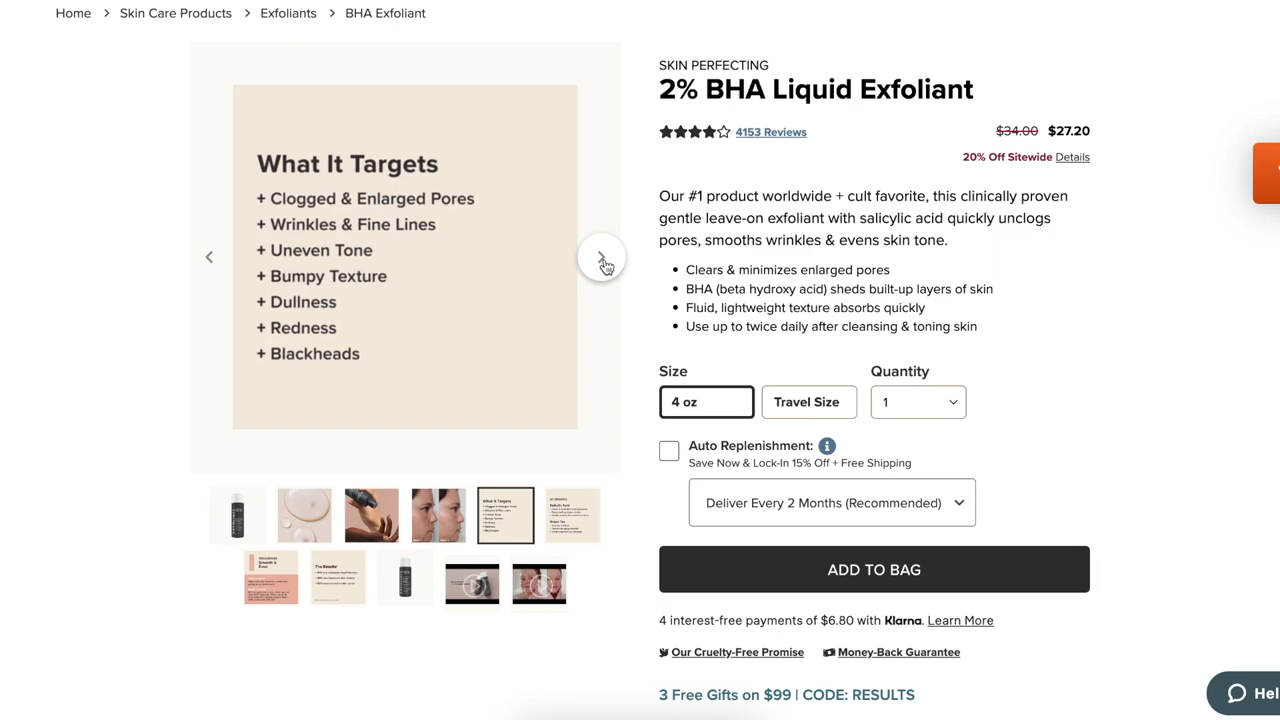 Home > Skin Care Products > Exfoliants > BHA Exfoliant
What It Targets
+ Clogged & Enlarged Pores
+ Wrinkles & Fine Lines
+ Uneven Tone
+ Bumpy Texture
+ Dullness
+ Redness
+ Blackheads
What It Targets
The Results
SKIN PERFECTING
2% BHA Liquid Exfoliant
4153 Reviews
$34.00 $27.20
20% Off Sitewide Details
Our #1 product worldwide + cult favorite, this clinically proven
gentle leave-on exfoliant with salicylic acid quickly unclogs
pores, smooths wrinkles & evens skin tone.
• Clears & minimizes enlarged pores
• BHA (beta hydroxy acid) sheds built-up layers of skin
• Fluid, lightweight texture absorbs quickly
• Use up to twice daily after cleansing & toning skin
Size Quantity
4 oz Travel Size 1
Auto Replenishment: i
Save Now & Lock-In 15% Off + Free Shipping
Deliver Every 2 Months (Recommended)
ADD TO BAG
4 interest-free payments of $6.80 with Klarna. Learn More
Our Cruelty-Free Promise Money-Back Guarantee
3 Free Gifts on $99 | CODE: RESULTS
Hel